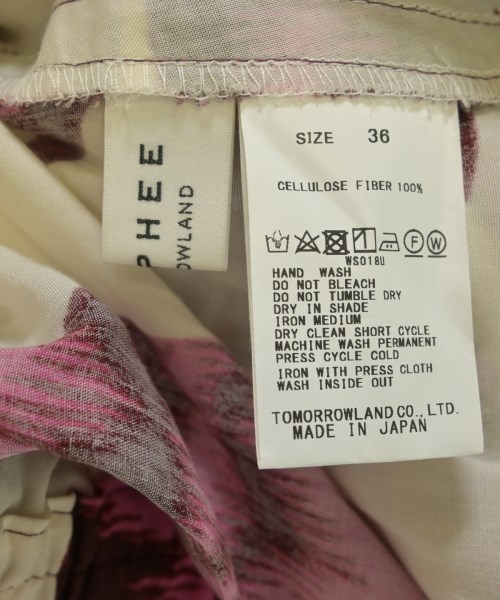 PHEE
OWLAND
SIZE 36
CELLULOSE FIBER 100%
F W
WS018U
HAND WASH
DO NOT BLEACH
DO NOT TUMBLE DRY
DRY IN SHADE
IRON MEDIUM
DRY CLEAN SHORT CYCLE
MACHINE WASH PERMANENT
PRESS CYCLE COLD
IRON WITH PRESS CLOTH
WASH INSIDE OUT
TOMORROWLAND CO., LTD.
MADE IN JAPAN